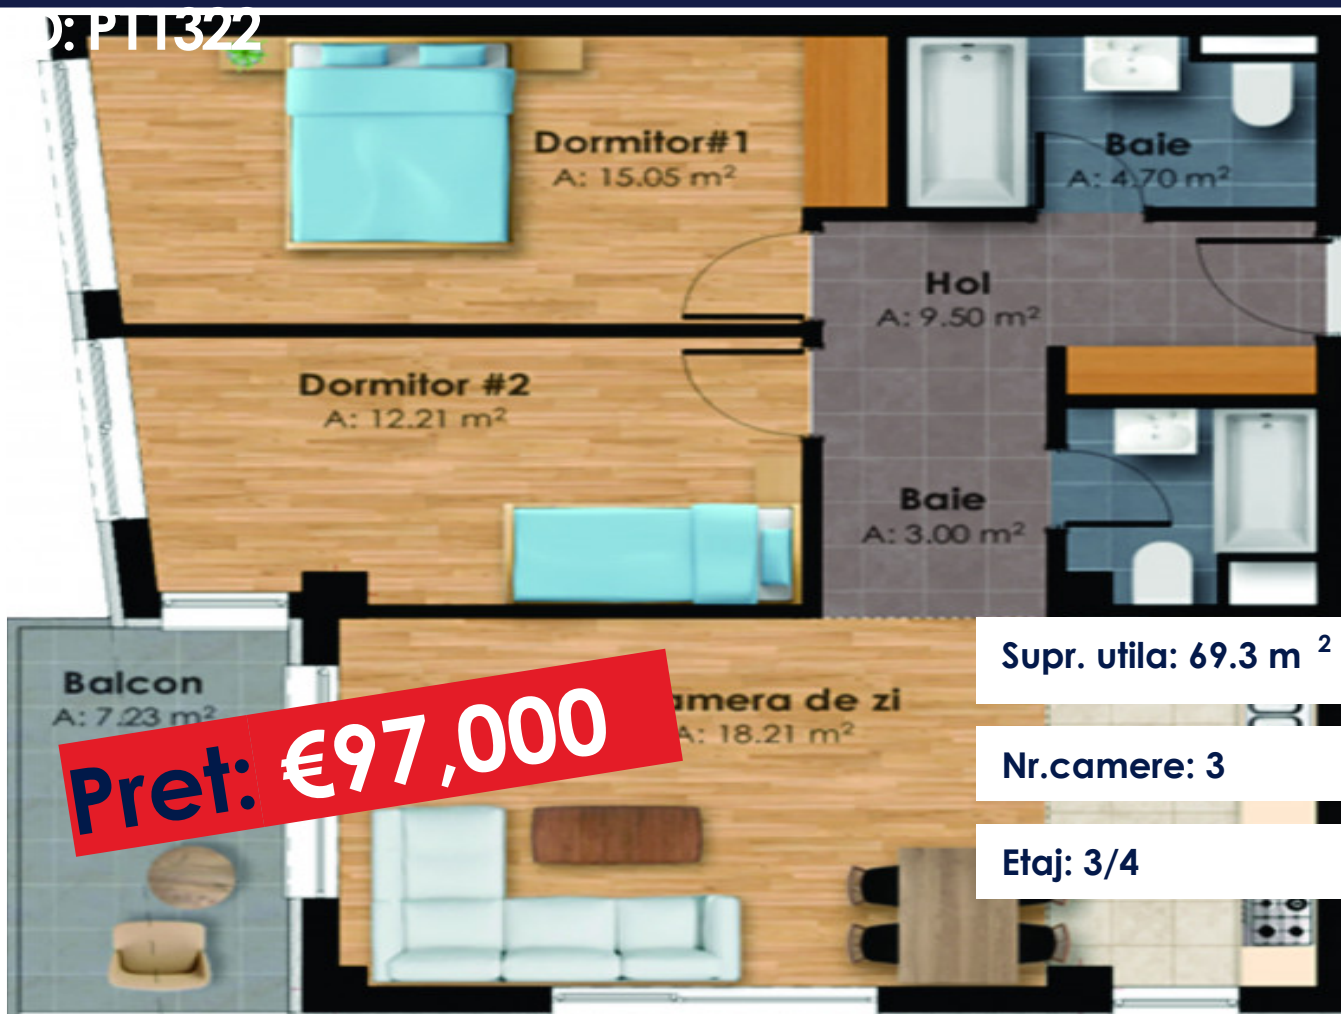 D: P11322
Dormitor#1
A: 15.05 m²
Baie
A: 4.70 m²
Hol
A: 9.50 m²
Dormitor #2
A: 12.21 m²
Baie
A: 3.00 m²
Balcon
A: 7.23 m²
amera de zi
A: 18.21 m²
Pret: €97,000
Supr. utila: 69.3 m ²
Nr.camere: 3
Etaj: 3/4